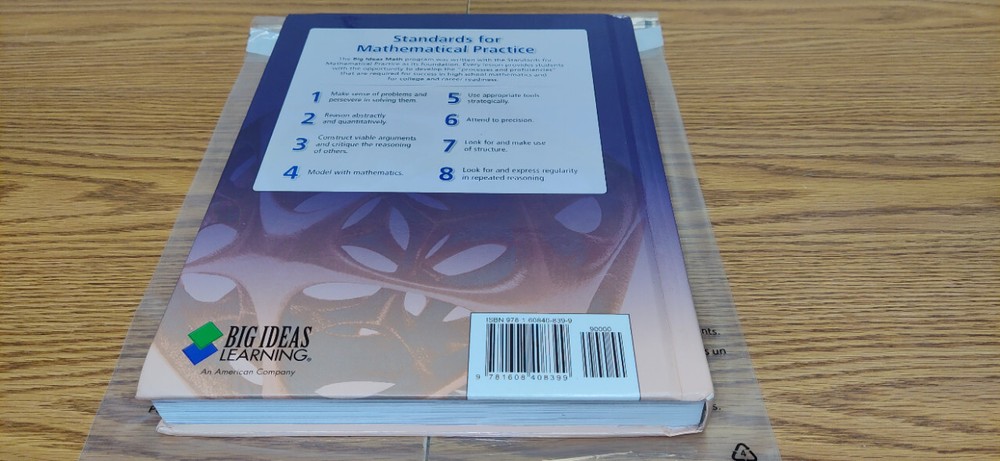 Standards for
Mathematical Practice
The Big Ideas Math program was written with the Standards for
Mathematical Practice as its foundation. Every lesson provides students
with the opportunity to develop the "processes and proficiencies"
that are required for success in high school mathematics and
for college and career readiness.
1 Make sense of problems and
persevere in solving them.
2 Reason abstractly
and quantitatively.
3 Construct viable arguments
and critique the reasoning
of others.
4 Model with mathematics.
5 Use appropriate tools
strategically.
6 Attend to precision.
7 Look for and make use
of structure.
8 Look for and express regularity
in repeated reasoning.
BIG IDEAS
LEARNING®
An American Company
ISBN 978-1-60840-839-9
90000
9 781608 408399
nts.
s un
s.
4